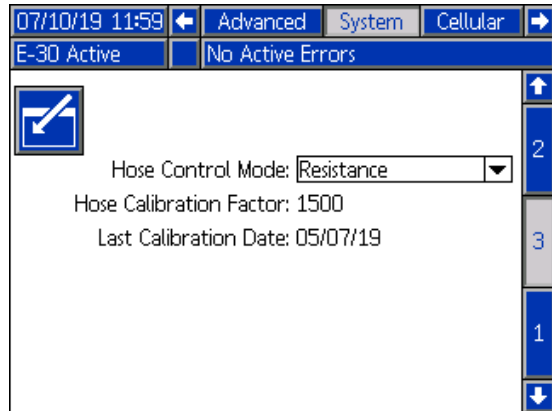 07/10/19 11:59 Advanced System Cellular
E-30 Active No Active Errors
2
Hose Control Mode: Resistance
Hose Calibration Factor: 1500
Last Calibration Date: 05/07/19
3
1